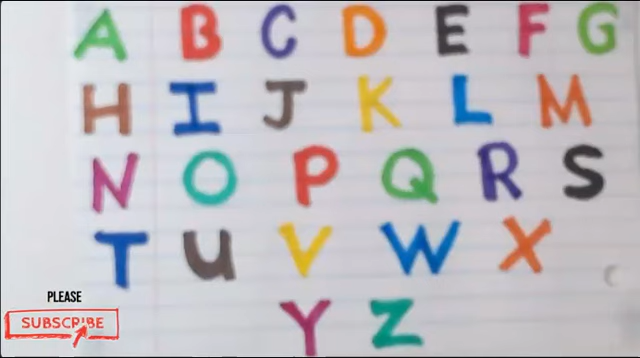 A B C D E F G
H I J K L M
N O P Q R S
T U V W X
Y Z
PLEASE
SUBSCRIBE